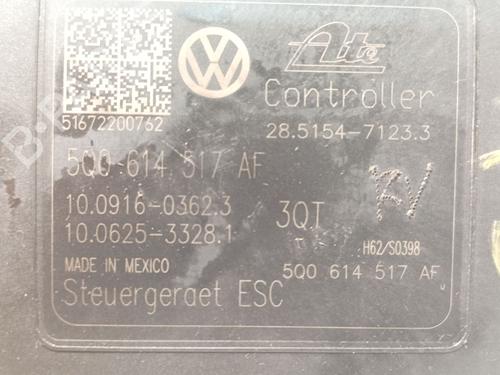 Ate
Controller
51672200762
28.5154-7123.3
5Q0-614 517 AF
10.0916-0362.3
10.0625-3328.1
3QT
H62/S0398
MADE IN MEXICO
5Q0 614 517 AF
Steuergeraet ESC